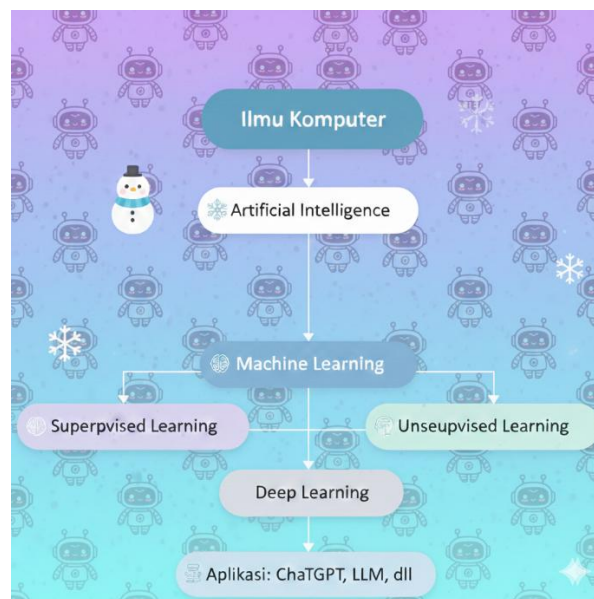 Ilmu Komputer
Artificial Intelligence
Machine Learning
Superpvised Learning
Unseupvised Learning
Deep Learning
Aplikasi: ChaTGPT, LLM, dll